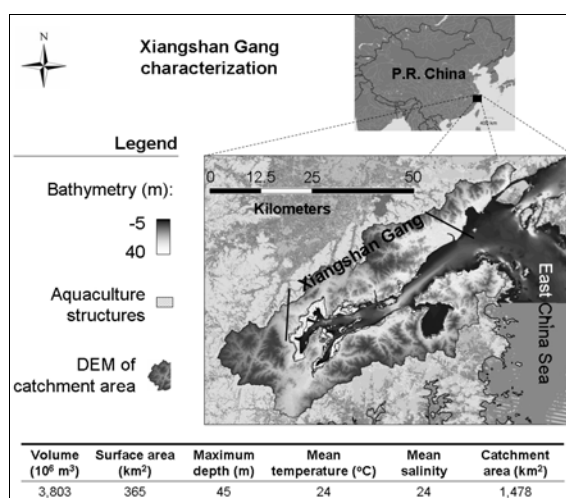 N
Xiangshan Gang
characterization
P.R. China
Legend
Bathymetry (m):
-5
40
Aquaculture
structures
DEM of
catchment area
0 12.5 25 50
Kilometers
Xiangshan Gang
East China Sea
Volume (10⁶ m³) Surface area (km²) Maximum depth (m) Mean temperature (ºC) Mean salinity Catchment area (km²)
3,803 365 45 24 24 1,478